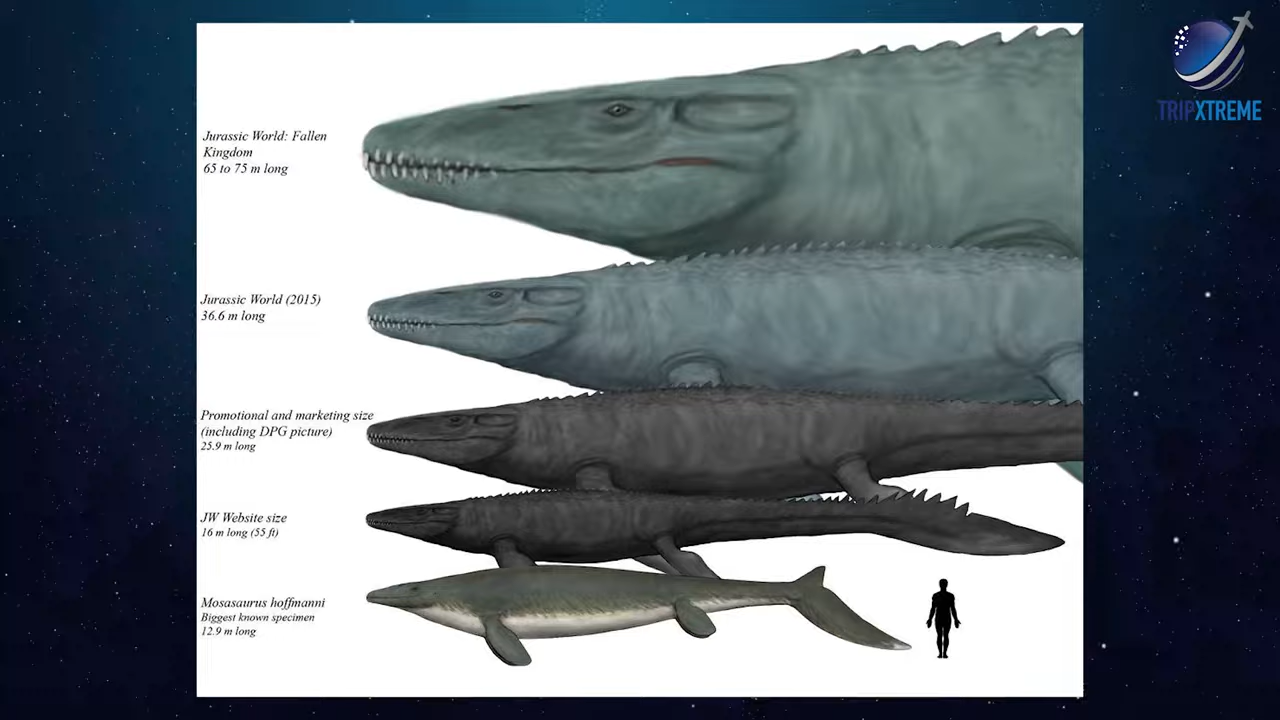 TRIPXTREME
Jurassic World: Fallen
Kingdom
65 to 75 m long
Jurassic World (2015)
36.6 m long
Promotional and marketing size
(including DPG picture)
25.9 m long
JW Website size
16 m long (55 ft)
Mosasaurus hoffmanni
Biggest known specimen
12.9 m long